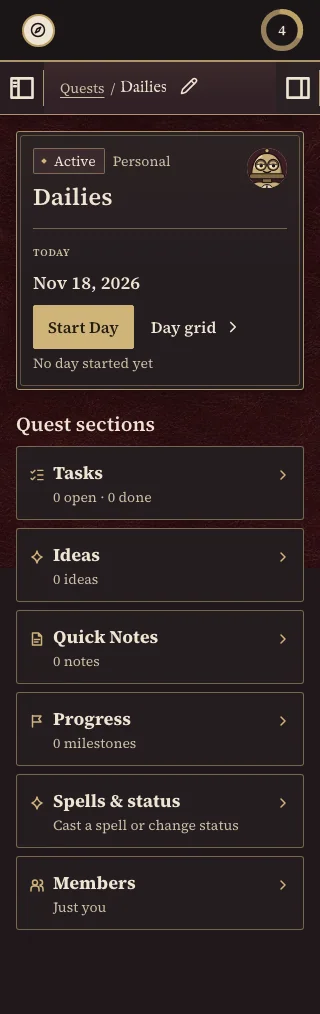 4
Quests / Dailies
Active Personal
Dailies
TODAY
Nov 18, 2026
Start Day Day grid
No day started yet
Quest sections
Tasks
0 open · 0 done
Ideas
0 ideas
Quick Notes
0 notes
Progress
0 milestones
Spells & status
Cast a spell or change status
Members
Just you